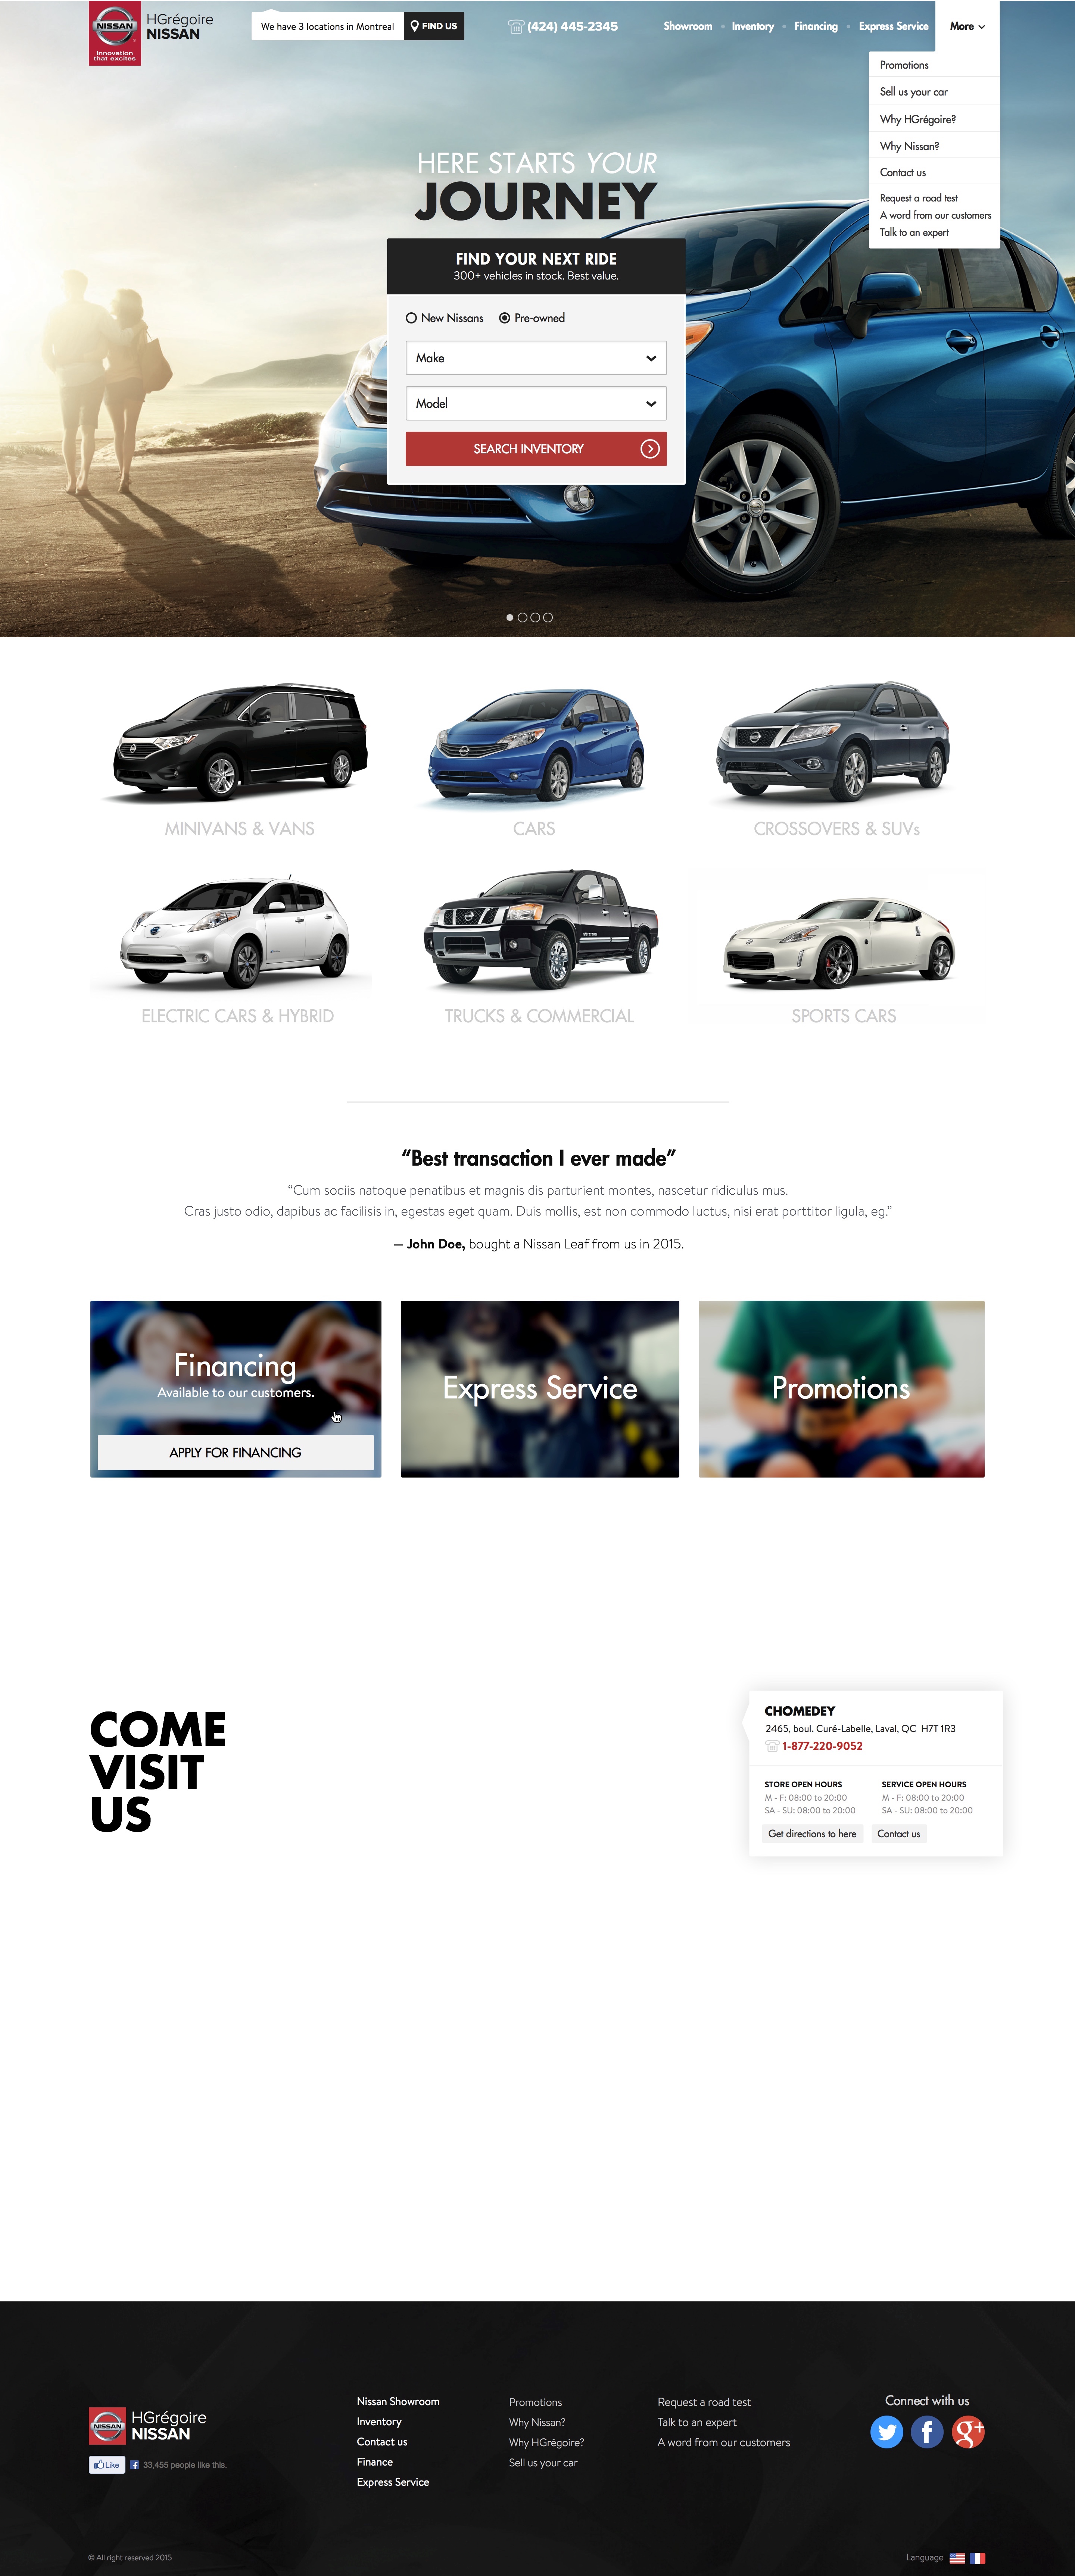 NISSAN
Innovation
that excites
HGrégoire
NISSAN
We have 3 locations in Montreal
FIND US
(424) 445-2345
Showroom
Inventory
Financing
Express Service
More
Promotions
Sell us your car
Why HGrégoire?
Why Nissan?
Contact us
Request a road test
A word from our customers
Talk to an expert
HERE STARTS YOUR
JOURNEY
FIND YOUR NEXT RIDE
300+ vehicles in stock. Best value.
New Nissans
Pre-owned
Make
Model
SEARCH INVENTORY
MINIVANS & VANS
CARS
CROSSOVERS & SUVs
ELECTRIC CARS & HYBRID
TRUCKS & COMMERCIAL
SPORTS CARS
“Best transaction I ever made”
“Cum sociis natoque penatibus et magnis dis parturient montes, nascetur ridiculus mus.
Cras justo odio, dapibus ac facilisis in, egestas eget quam. Duis mollis, est non commodo luctus, nisi erat porttitor ligula, eg.”
— John Doe, bought a Nissan Leaf from us in 2015.
Financing
Available to our customers.
APPLY FOR FINANCING
Express Service
Promotions
COME
VISIT
US
CHOMEDEY
2465, boul. Curé-Labelle, Laval, QC H7T 1R3
1-877-220-9052
STORE OPEN HOURS
M - F: 08:00 to 20:00
SA - SU: 08:00 to 20:00
SERVICE OPEN HOURS
M - F: 08:00 to 20:00
SA - SU: 08:00 to 20:00
Get directions to here
Contact us
NISSAN
HGrégoire
NISSAN
Like
33,455 people like this.
Nissan Showroom
Inventory
Contact us
Finance
Express Service
Promotions
Why Nissan?
Why HGrégoire?
Sell us your car
Request a road test
Talk to an expert
A word from our customers
Connect with us
© All right reserved 2015
Language